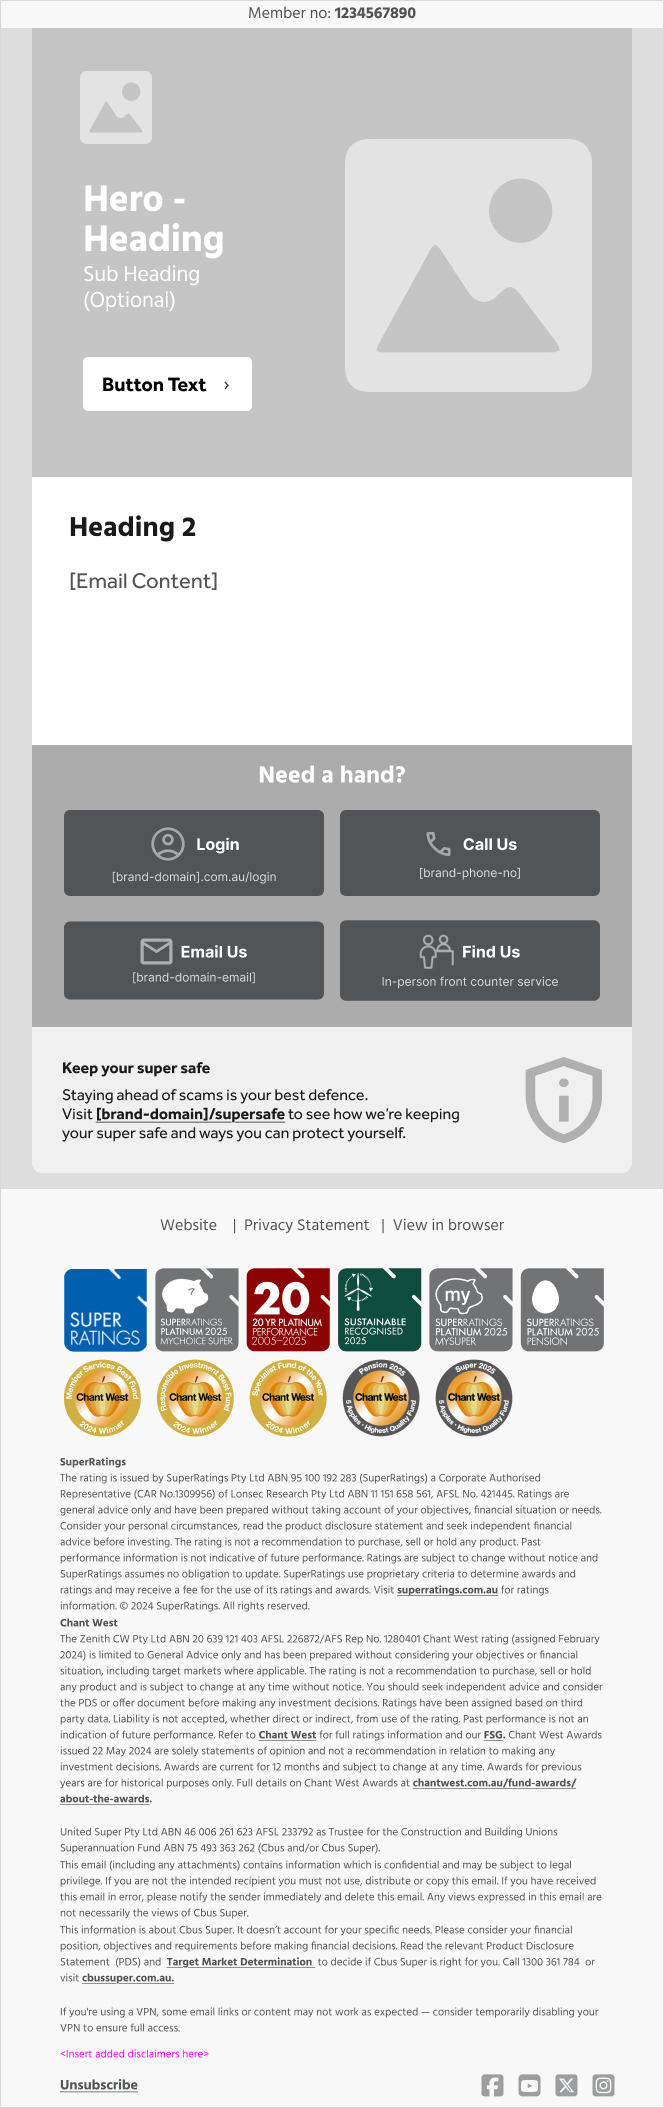 Member no: 1234567890
Hero -
Heading
Sub Heading
(Optional)
Button Text ›
Heading 2
[Email Content]
Need a hand?
Login
[brand-domain].com.au/login
Call Us
[brand-phone-no]
Email Us
[brand-domain-email]
Find Us
In-person front counter service
Keep your super safe
Staying ahead of scams is your best defence.
Visit [brand-domain]/supersafe to see how we're keeping
your super safe and ways you can protect yourself.
Website | Privacy Statement | View in browser
SUPER
RATINGS
SUPERRATINGS
PLATINUM 2025
MYCHOICE SUPER
20
20 YR PLATINUM
PERFORMANCE
2005–2025
SUSTAINABLE
RECOGNISED
2025
my
SUPERRATINGS
PLATINUM 2025
MYSUPER
SUPERRATINGS
PLATINUM 2025
PENSION
Member Services Best Fund
Chant West
2024 Winner
Responsible Investment Best Fund
Chant West
2024 Winner
Specialist Fund of the Year
Chant West
2024 Winner
Pension 2025
Chant West
5 Apples • Highest Quality Fund
Super 2025
Chant West
5 Apples • Highest Quality Fund
SuperRatings
The rating is issued by SuperRatings Pty Ltd ABN 95 100 192 283 (SuperRatings) a Corporate Authorised
Representative (CAR No.1309956) of Lonsec Research Pty Ltd ABN 11 151 658 561, AFSL No. 421445. Ratings are
general advice only and have been prepared without taking account of your objectives, financial situation or needs.
Consider your personal circumstances, read the product disclosure statement and seek independent financial
advice before investing. The rating is not a recommendation to purchase, sell or hold any product. Past
performance information is not indicative of future performance. Ratings are subject to change without notice and
SuperRatings assumes no obligation to update. SuperRatings use proprietary criteria to determine awards and
ratings and may receive a fee for the use of its ratings and awards. Visit superratings.com.au for ratings
information. © 2024 SuperRatings. All rights reserved.
Chant West
The Zenith CW Pty Ltd ABN 20 639 121 403 AFSL 226872/AFS Rep No. 1280401 Chant West rating (assigned February
2024) is limited to General Advice only and has been prepared without considering your objectives or financial
situation, including target markets where applicable. The rating is not a recommendation to purchase, sell or hold
any product and is subject to change at any time without notice. You should seek independent advice and consider
the PDS or offer document before making any investment decisions. Ratings have been assigned based on third
party data. Liability is not accepted, whether direct or indirect, from use of the rating. Past performance is not an
indication of future performance. Refer to Chant West for full ratings information and our FSG. Chant West Awards
issued 22 May 2024 are solely statements of opinion and not a recommendation in relation to making any
investment decisions. Awards are current for 12 months and subject to change at any time. Awards for previous
years are for historical purposes only. Full details on Chant West Awards at chantwest.com.au/fund-awards/
about-the-awards.
United Super Pty Ltd ABN 46 006 261 623 AFSL 233792 as Trustee for the Construction and Building Unions
Superannuation Fund ABN 75 493 363 262 (Cbus and/or Cbus Super).
This email (including any attachments) contains information which is confidential and may be subject to legal
privilege. If you are not the intended recipient you must not use, distribute or copy this email. If you have received
this email in error, please notify the sender immediately and delete this email. Any views expressed in this email are
not necessarily the views of Cbus Super.
This information is about Cbus Super. It doesn't account for your specific needs. Please consider your financial
position, objectives and requirements before making financial decisions. Read the relevant Product Disclosure
Statement (PDS) and Target Market Determination to decide if Cbus Super is right for you. Call 1300 361 784 or
visit cbussuper.com.au.
If you're using a VPN, some email links or content may not work as expected — consider temporarily disabling your
VPN to ensure full access.
<Insert added disclaimers here>
Unsubscribe